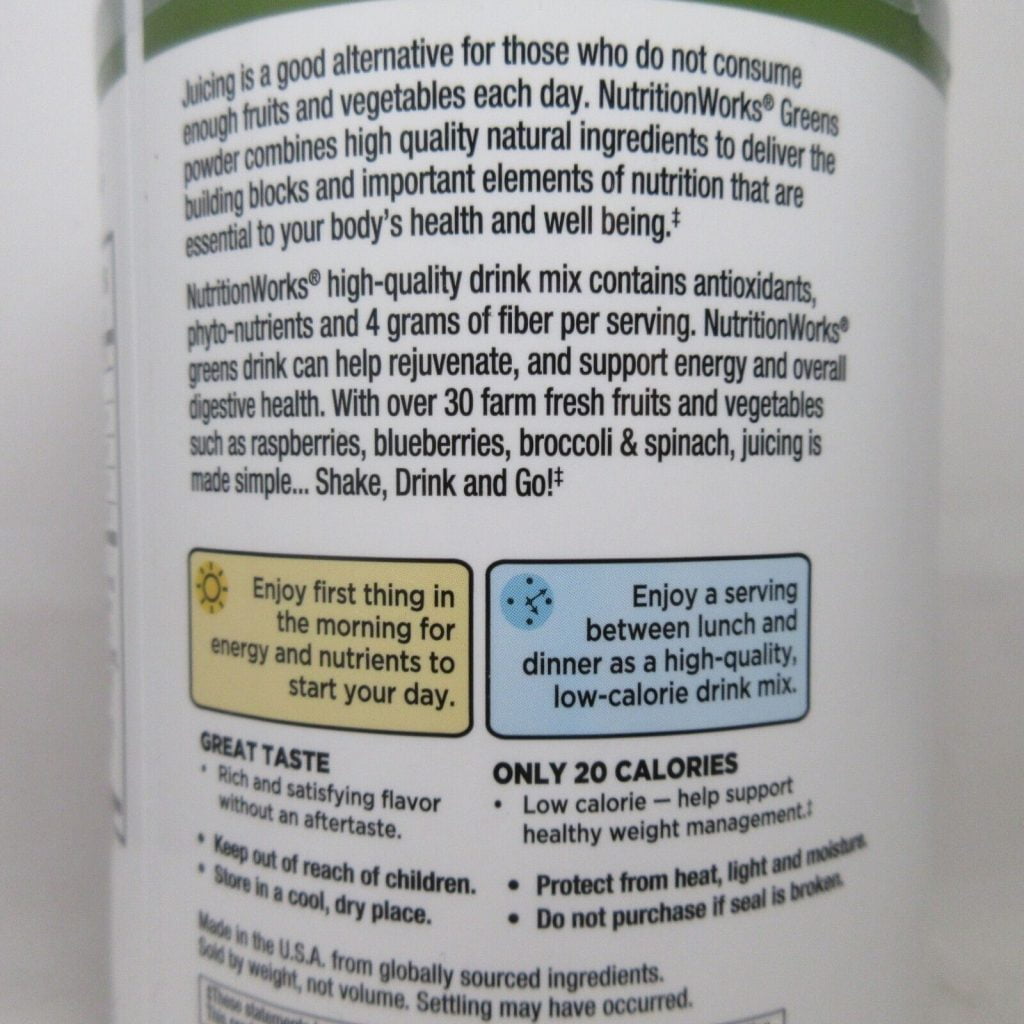 Juicing is a good alternative for those who do not consume
enough fruits and vegetables each day. NutritionWorks® Greens
powder combines high quality natural ingredients to deliver the
building blocks and important elements of nutrition that are
essential to your body's health and well being.‡
NutritionWorks® high-quality drink mix contains antioxidants,
phyto-nutrients and 4 grams of fiber per serving. NutritionWorks®
greens drink can help rejuvenate, and support energy and overall
digestive health. With over 30 farm fresh fruits and vegetables
such as raspberries, blueberries, broccoli & spinach, juicing is
made simple... Shake, Drink and Go!‡
Enjoy first thing in
the morning for
energy and nutrients to
start your day.
Enjoy a serving
between lunch and
dinner as a high-quality,
low-calorie drink mix.
GREAT TASTE
• Rich and satisfying flavor
without an aftertaste.
ONLY 20 CALORIES
• Low calorie – help support
healthy weight management.‡
• Keep out of reach of children.
• Store in a cool, dry place.
• Protect from heat, light and moisture.
• Do not purchase if seal is broken.
Made in the U.S.A. from globally sourced ingredients.
Sold by weight, not volume. Settling may have occurred.
‡These statements